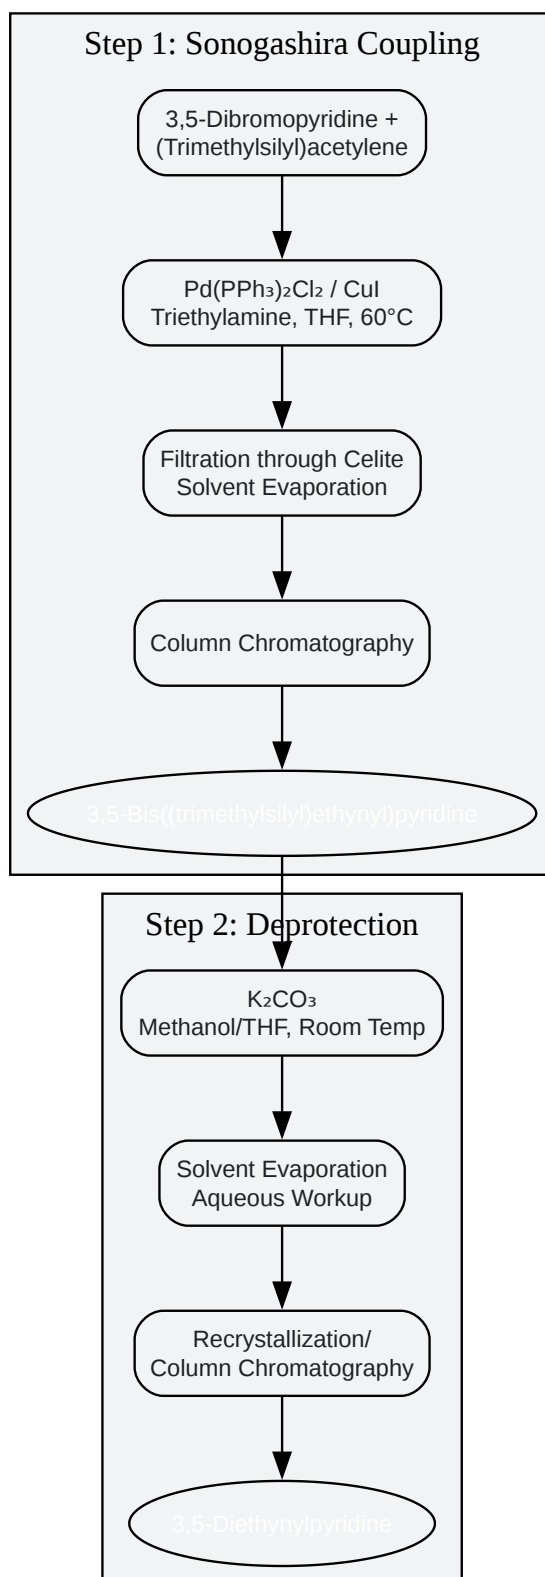 Step 1: Sonogashira Coupling
3,5-Dibromopyridine +
(Trimethylsilyl)acetylene
Pd(PPh₃)₂Cl₂ / CuI
Triethylamine, THF, 60°C
Filtration through Celite
Solvent Evaporation
Column Chromatography
3,5-Bis((trimethylsilyl)ethynyl)pyridine
Step 2: Deprotection
K₂CO₃
Methanol/THF, Room Temp
Solvent Evaporation
Aqueous Workup
Recrystallization/
Column Chromatography
3,5-Diethynylpyridine